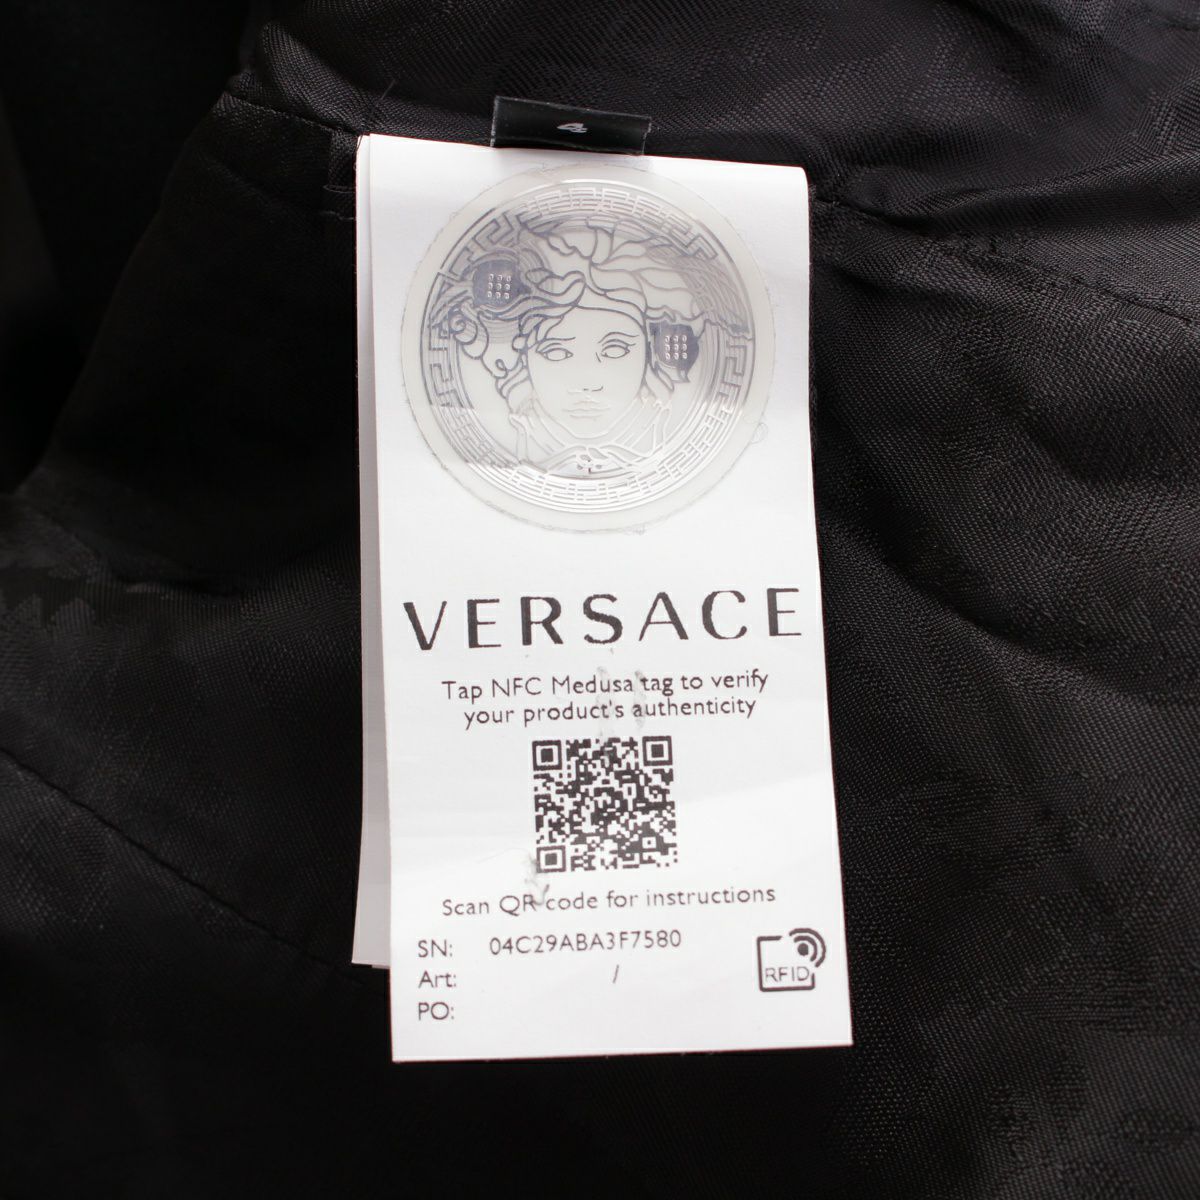 4
VERSACE
Tap NFC Medusa tag to verify
your product's authenticity
Scan QR code for instructions
SN: 04C29ABA3F7580
Art: /
PO:
RFID